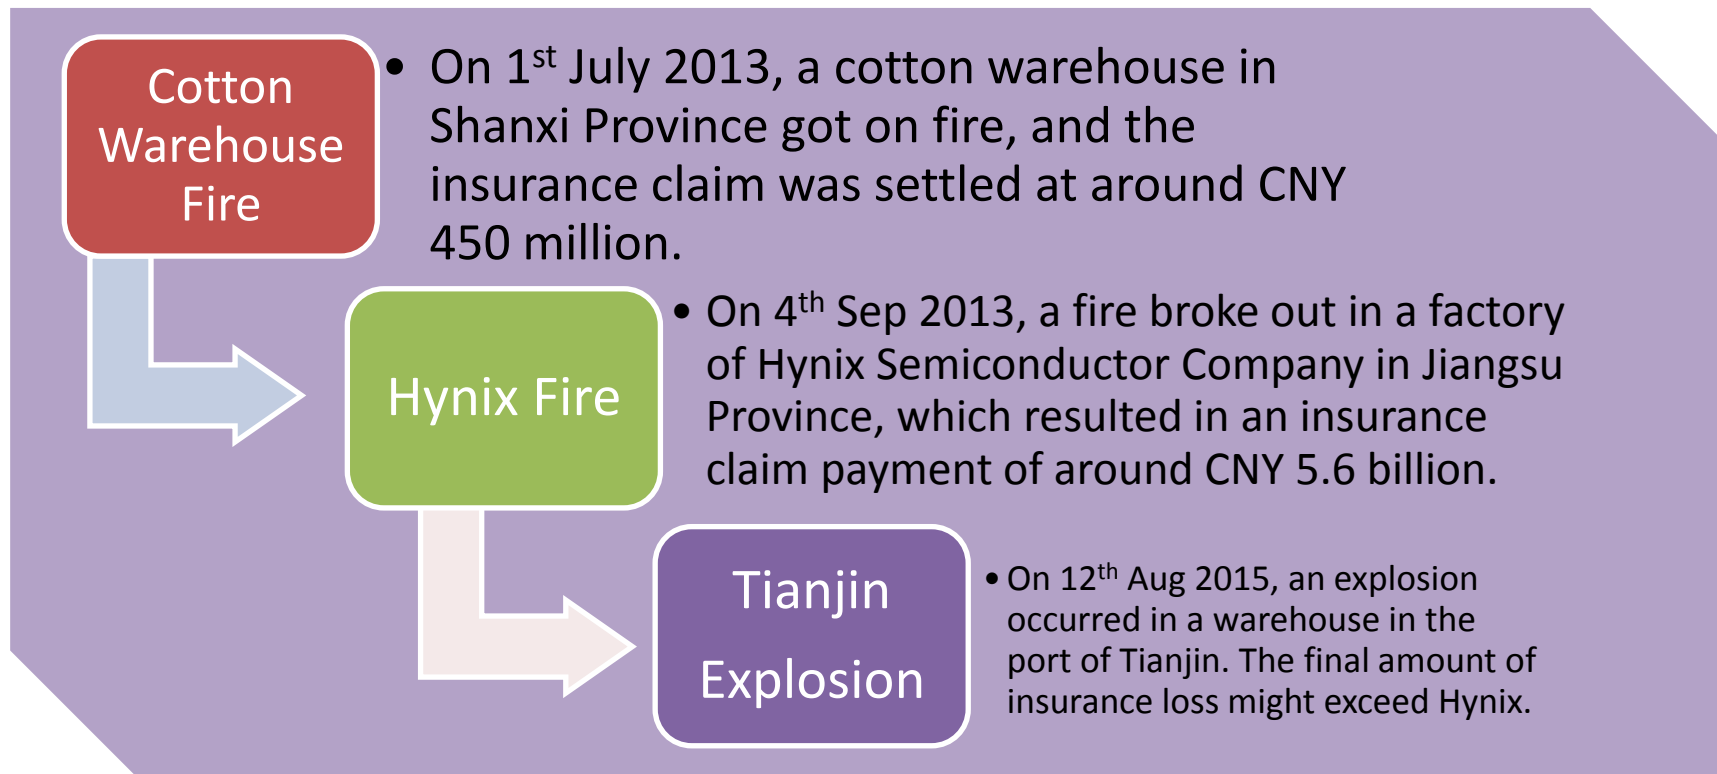 Cotton
Warehouse
Fire
• On 1st July 2013, a cotton warehouse in
Shanxi Province got on fire, and the
insurance claim was settled at around CNY
450 million.
Hynix Fire
• On 4th Sep 2013, a fire broke out in a factory
of Hynix Semiconductor Company in Jiangsu
Province, which resulted in an insurance
claim payment of around CNY 5.6 billion.
Tianjin
Explosion
• On 12th Aug 2015, an explosion
occurred in a warehouse in the
port of Tianjin. The final amount of
insurance loss might exceed Hynix.